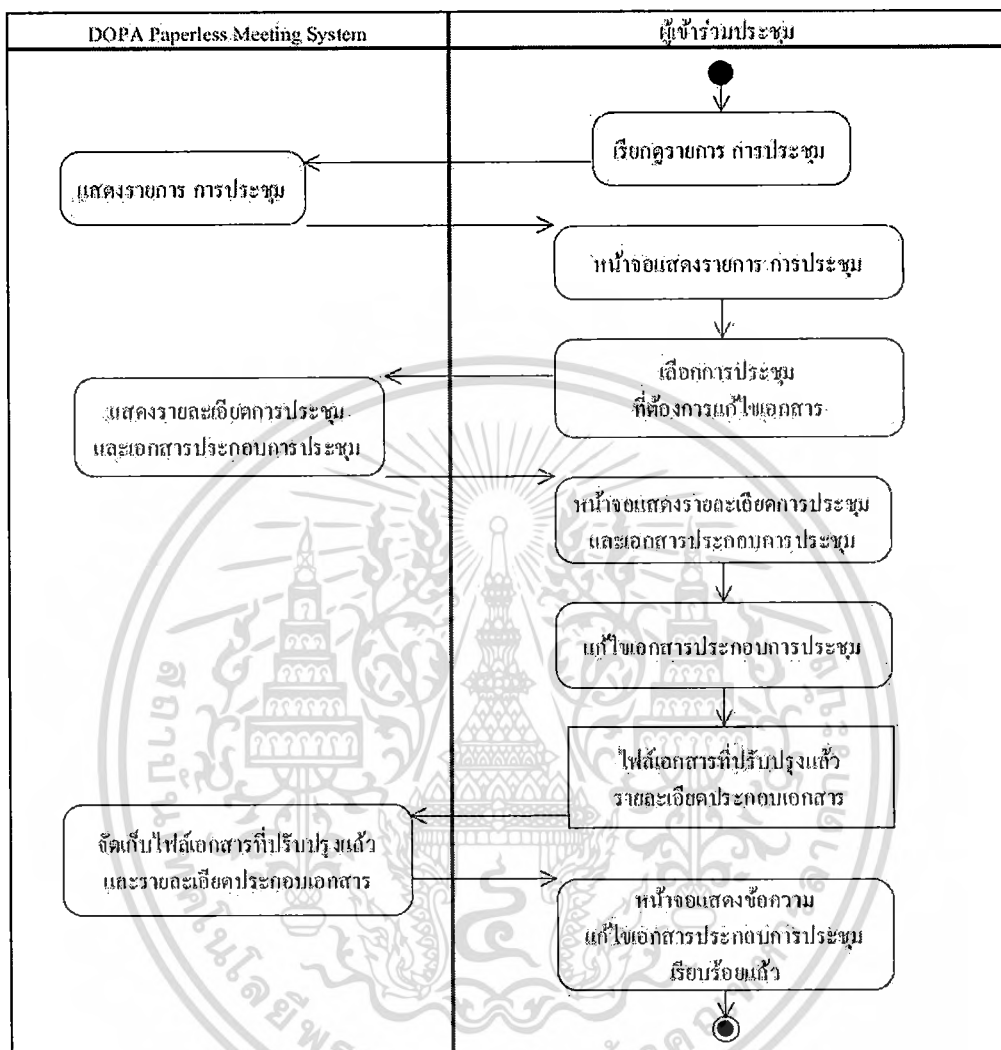 DOPA Paperless Meeting System
ผู้เข้าร่วมประชุม
เรียกดูรายการ การประชุม
แสดงรายการ การประชุม
หน้าจอแสดงรายการ การประชุม
เลือกการประชุม
ที่ต้องการแก้ไขเอกสาร
แสดงรายละเอียดการประชุม
และเอกสารประกอบการประชุม
หน้าจอแสดงรายละเอียดการประชุม
และเอกสารประกอบการประชุม
แก้ไขเอกสารประกอบการประชุม
ไฟล์เอกสารที่ปรับปรุงแล้ว
รายละเอียดประกอบเอกสาร
จัดเก็บไฟล์เอกสารที่ปรับปรุงแล้ว
และรายละเอียดประกอบเอกสาร
หน้าจอแสดงข้อความ
แก้ไขเอกสารประกอบการประชุม
เรียบร้อยแล้ว